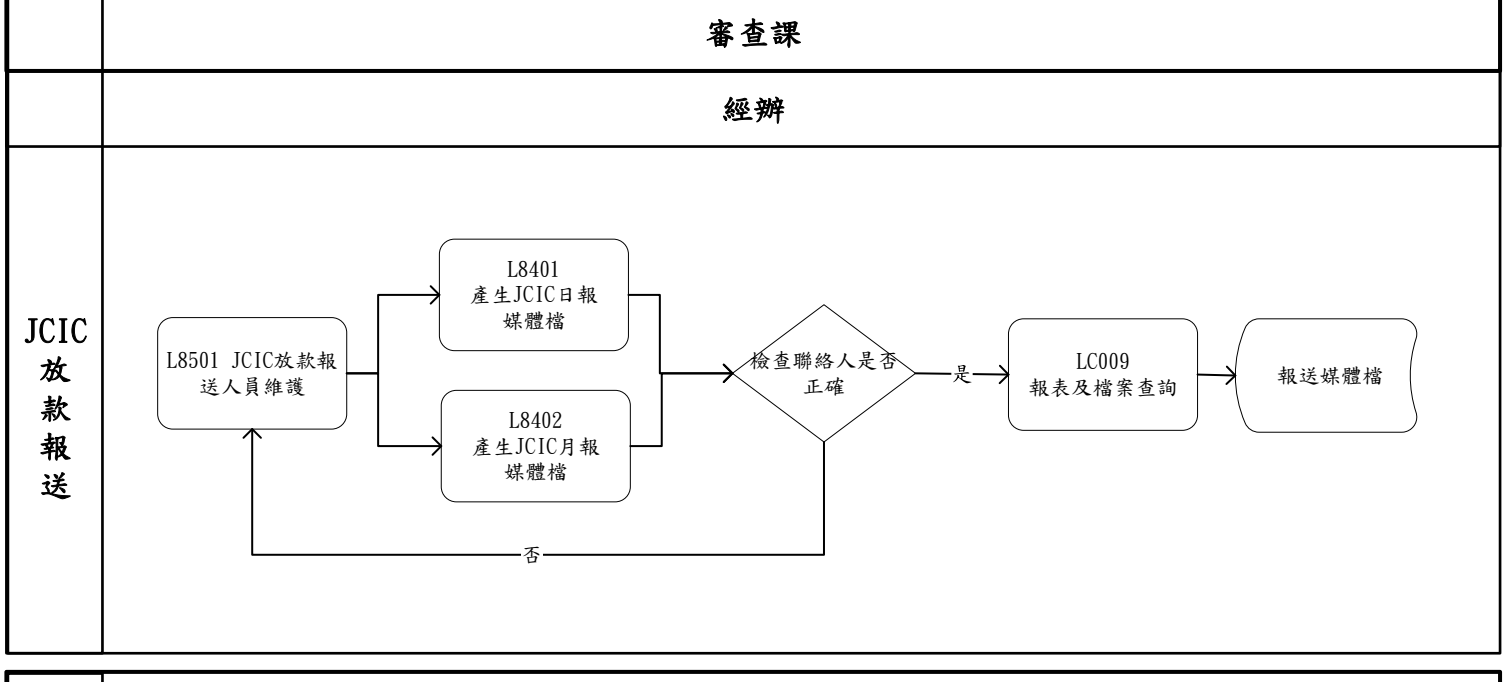 審查課
經辦
JCIC
放
款
報
送
L8501 JCIC放款報
送人員維護
L8401
產生JCIC日報
媒體檔
L8402
產生JCIC月報
媒體檔
檢查聯絡人是否
正確
是
LC009
報表及檔案查詢
報送媒體檔
否